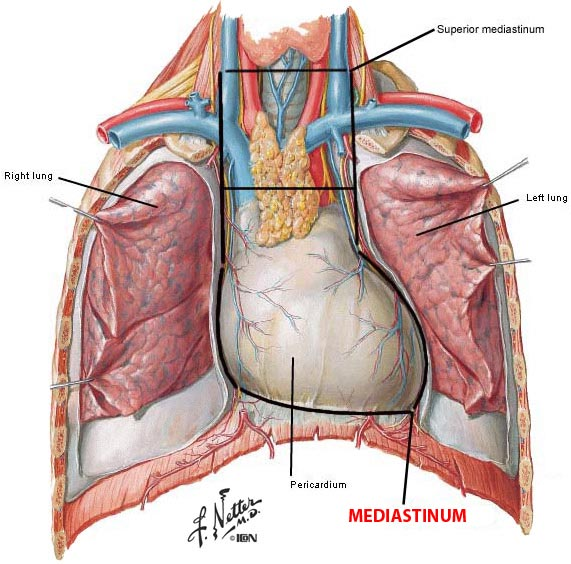 Superior mediastinum
Right lung
Left lung
Pericardium
MEDIASTINUM
F. Netter
M.D.
©ICON